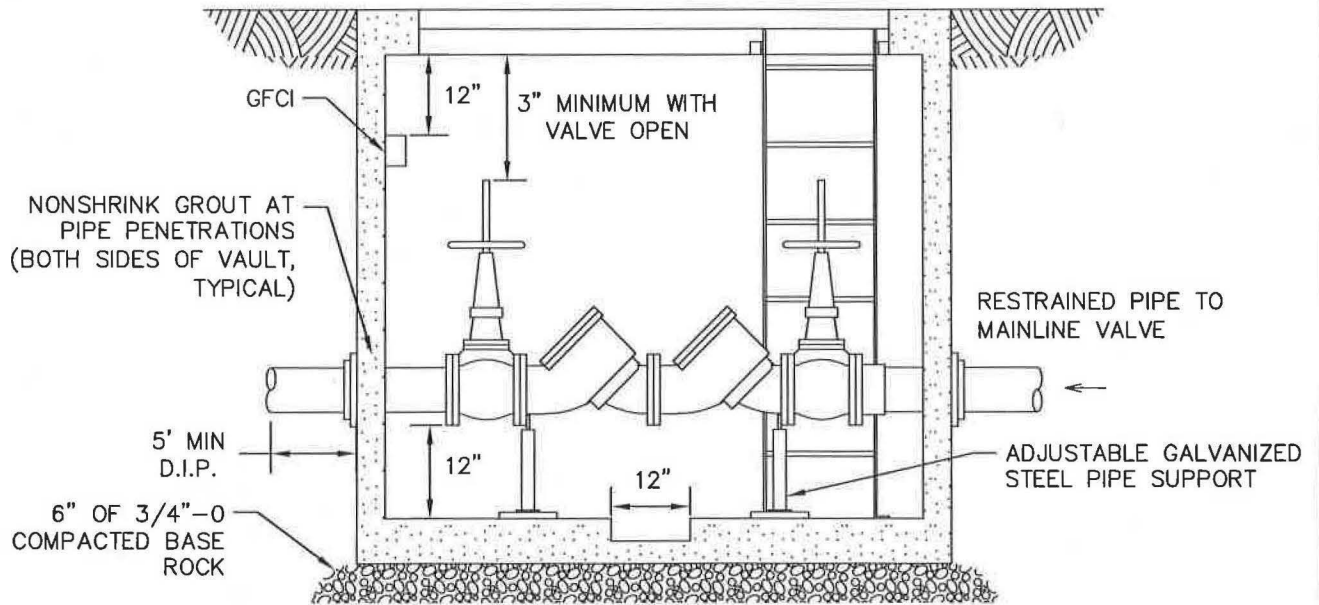 GFCI
12"
3" MINIMUM WITH
VALVE OPEN
NONSHRINK GROUT AT
PIPE PENETRATIONS
(BOTH SIDES OF VAULT,
TYPICAL)
RESTRAINED PIPE TO
MAINLINE VALVE
5' MIN
D.I.P.
12"
12"
ADJUSTABLE GALVANIZED
STEEL PIPE SUPPORT
6" OF 3/4"-0
COMPACTED BASE
ROCK